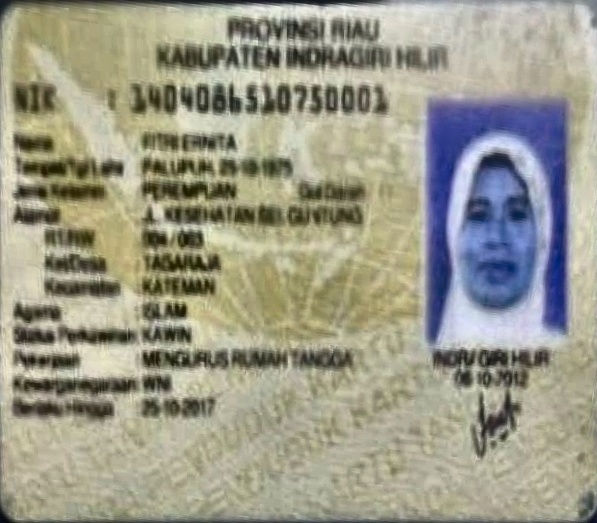 PROVINSI RIAU
KABUPATEN INDRAGIRI HILIR
NIK : 1404086510750001
Nama FITRI ERNITA
Tempat/Tgl Lahir PALUPUH, 25-10-1975
Jenis Kelamin PEREMPUAN Gol Darah
Alamat JL. KESEHATAN SEI GUNTUNG
RT/RW 004 / 003
Kel/Desa TAGARAJA
Kecamatan KATEMAN
Agama : ISLAM
Status Perkawinan: KAWIN
Pekerjaan : MENGURUS RUMAH TANGGA
Kewarganegaraan: WNI
Berlaku Hingga : 25-10-2017
INDRAGIRI HILIR
08-10-2012